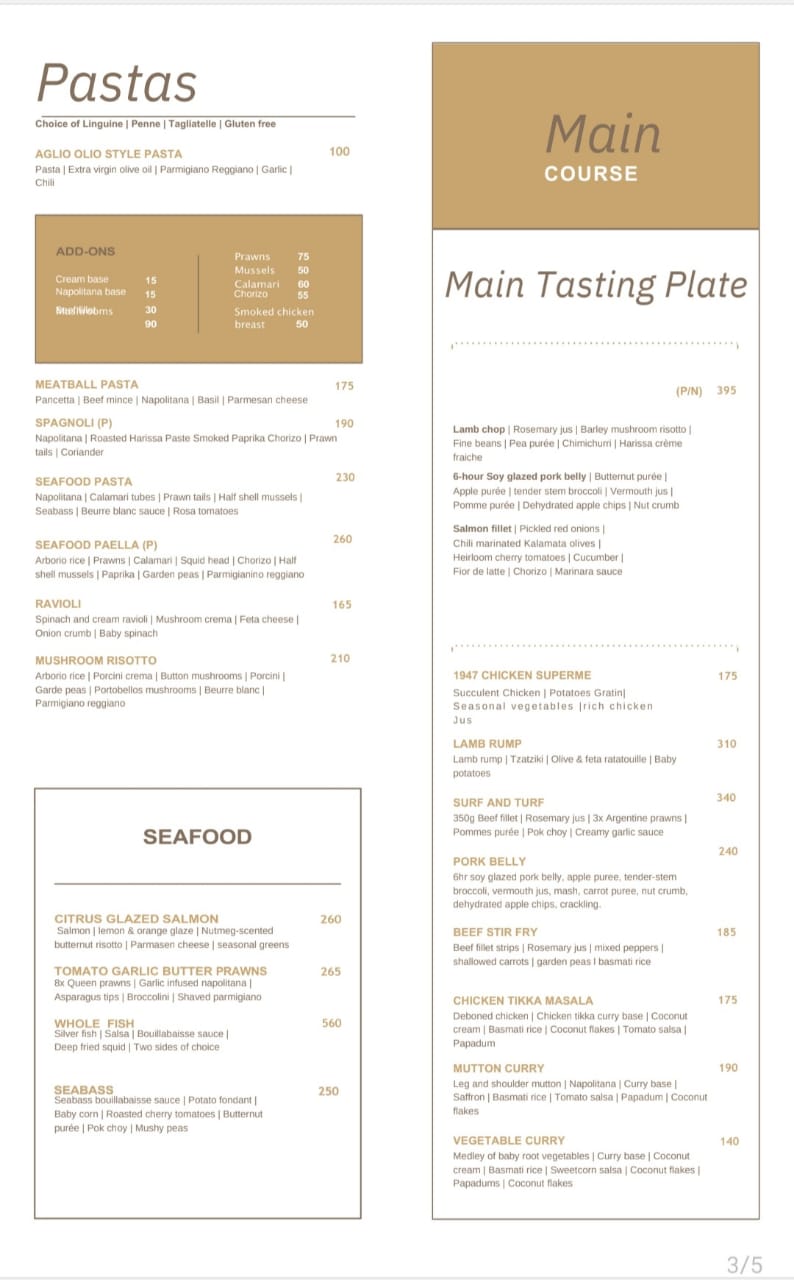 Pastas
Choice of Linguine | Penne | Tagliatelle | Gluten free
AGLIO OLIO STYLE PASTA 100
Pasta | Extra virgin olive oil | Parmigiano Reggiano | Garlic |
Chili
ADD-ONS
Cream base 15
Napolitana base 15
30
90
Prawns 75
Mussels 50
Calamari 60
Chorizo 55
Smoked chicken
breast 50
MEATBALL PASTA 175
Pancetta | Beef mince | Napolitana | Basil | Parmesan cheese
SPAGNOLI (P) 190
Napolitana | Roasted Harissa Paste Smoked Paprika Chorizo | Prawn
tails | Coriander
SEAFOOD PASTA 230
Napolitana | Calamari tubes | Prawn tails | Half shell mussels |
Seabass | Beurre blanc sauce | Rosa tomatoes
SEAFOOD PAELLA (P) 260
Arborio rice | Prawns | Calamari | Squid head | Chorizo | Half
shell mussels | Paprika | Garden peas | Parmigianino reggiano
RAVIOLI 165
Spinach and cream ravioli | Mushroom crema | Feta cheese |
Onion crumb | Baby spinach
MUSHROOM RISOTTO 210
Arborio rice | Porcini crema | Button mushrooms | Porcini |
Garde peas | Portobellos mushrooms | Beurre blanc |
Parmigiano reggiano
SEAFOOD
CITRUS GLAZED SALMON 260
Salmon | lemon & orange glaze | Nutmeg-scented
butternut risotto | Parmasen cheese | seasonal greens
TOMATO GARLIC BUTTER PRAWNS 265
8x Queen prawns | Garlic infused napolitana |
Asparagus tips | Broccolini | Shaved parmigiano
WHOLE FISH 560
Silver fish | Salsa | Bouillabaisse sauce |
Deep fried squid | Two sides of choice
SEABASS 250
Seabass bouillabaisse sauce | Potato fondant |
Baby corn | Roasted cherry tomatoes | Butternut
purée | Pok choy | Mushy peas
Main
COURSE
Main Tasting Plate
(P/N) 395
Lamb chop | Rosemary jus | Barley mushroom risotto |
Fine beans | Pea purée | Chimichurri | Harissa crème
fraiche
6-hour Soy glazed pork belly | Butternut purée |
Apple purée | tender stem broccoli | Vermouth jus |
Pomme purée | Dehydrated apple chips | Nut crumb
Salmon fillet | Pickled red onions |
Chili marinated Kalamata olives |
Heirloom cherry tomatoes | Cucumber |
Fior de latte | Chorizo | Marinara sauce
1947 CHICKEN SUPERME 175
Succulent Chicken | Potatoes Gratin|
Seasonal vegetables |rich chicken
Jus
LAMB RUMP 310
Lamb rump | Tzatziki | Olive & feta ratatouille | Baby
potatoes
SURF AND TURF 340
350g Beef fillet | Rosemary jus | 3x Argentine prawns |
Pommes purée | Pok choy | Creamy garlic sauce
PORK BELLY 240
6hr soy glazed pork belly, apple puree, tender-stem
broccoli, vermouth jus, mash, carrot puree, nut crumb,
dehydrated apple chips, crackling.
BEEF STIR FRY 185
Beef fillet strips | Rosemary jus | mixed peppers |
shallowed carrots | garden peas I basmati rice
CHICKEN TIKKA MASALA 175
Deboned chicken | Chicken tikka curry base | Coconut
cream | Basmati rice | Coconut flakes | Tomato salsa |
Papadum
MUTTON CURRY 190
Leg and shoulder mutton | Napolitana | Curry base |
Saffron | Basmati rice | Tomato salsa | Papadum | Coconut
flakes
VEGETABLE CURRY 140
Medley of baby root vegetables | Curry base | Coconut
cream | Basmati rice | Sweetcorn salsa | Coconut flakes |
Papadums | Coconut flakes
3/5